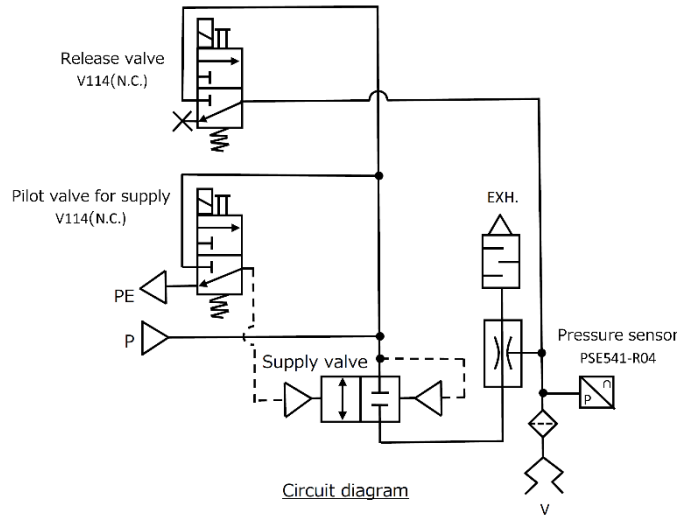 Release valve
V114(N.C.)
Pilot valve for supply
V114(N.C.)
EXH.
PE
P
Supply valve
Pressure sensor
PSE541-R04
P
V
Circuit diagram